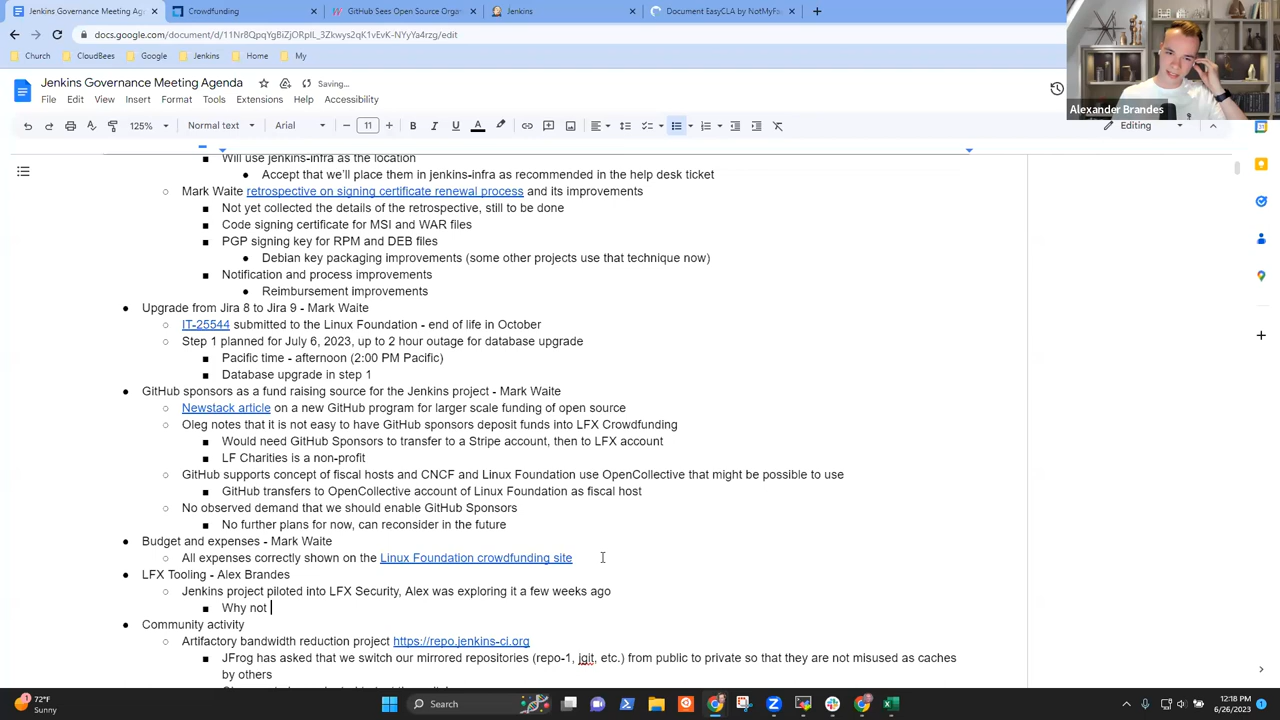 Jenkins Governance Meeting Age
Crowdfunding
GitHub Sees Open Source Organ
Jenkins
Document EasyCLA by NotMyFau
docs.google.com/document/d/11Nr8QpqYgBiZjORplL_3Zkwys2qK1vEvK-NYyYa4rzg/edit
Church
CloudBees
Google
Jenkins
Home
My
Alexander Brandes
Jenkins Governance Meeting Agenda
Saving...
File Edit View Insert Format Tools Extensions Accessibility
125%
Normal text
Arial
11
B
U
A
Editing
Will use jenkins-infra as the location
Accept that we'll place them in jenkins-infra as recommended in the help desk ticket
Mark Waite retrospective on signing certificate renewal process and its improvements
Not yet collected the details of the retrospective, still to be done
Code signing certificate for MSI and WAR files
PGP signing key for RPM and DEB files
Debian key packaging improvements (some other projects use that technique now)
Notification and process improvements
Reimbursement improvements
Upgrade from Jira 8 to Jira 9 - Mark Waite
IT-25544 submitted to the Linux Foundation - end of life in October
Step 1 planned for July 6, 2023, up to 2 hour outage for database upgrade
Pacific time - afternoon (2:00 PM Pacific)
Database upgrade in step 1
GitHub sponsors as a fund raising source for the Jenkins project - Mark Waite
Newstack article on a new GitHub program for larger scale funding of open source
Oleg notes that it is not easy to have GitHub sponsors deposit funds into LFX Crowdfunding
Would need GitHub Sponsors to transfer to a Stripe account, then to LFX account
LF Charities is a non-profit
GitHub supports concept of fiscal hosts and CNCF and Linux Foundation use OpenCollective that might be possible to use
GitHub transfers to OpenCollective account of Linux Foundation as fiscal host
No observed demand that we should enable GitHub Sponsors
No further plans for now, can reconsider in the future
Budget and expenses - Mark Waite
All expenses correctly shown on the Linux Foundation crowdfunding site
LFX Tooling - Alex Brandes
Jenkins project piloted into LFX Security, Alex was exploring it a few weeks ago
Why not
Community activity
Artifactory bandwidth reduction project https://repo.jenkins-ci.org
JFrog has asked that we switch our mirrored repositories (repo-1, jgit, etc.) from public to private so that they are not misused as caches
by others
72°F
Sunny
Search
12:18 PM
6/26/2023